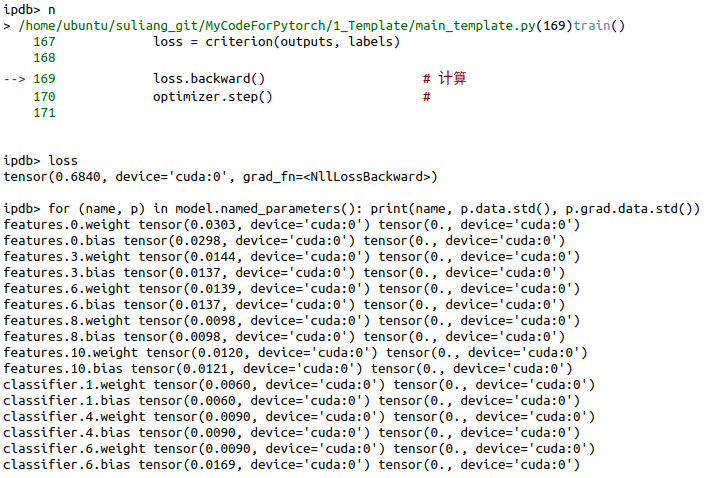 ipdb> n
> /home/ubuntu/suliang_git/MyCodeForPytorch/1_Template/main_template.py(169)train()
    167             loss = criterion(outputs, labels)
    168
--> 169             loss.backward()                     # 计算
    170             optimizer.step()                    #
    171
ipdb> loss
tensor(0.6840, device='cuda:0', grad_fn=<NllLossBackward>)
ipdb> for (name, p) in model.named_parameters(): print(name, p.data.std(), p.grad.data.std())
features.0.weight tensor(0.0303, device='cuda:0') tensor(0., device='cuda:0')
features.0.bias tensor(0.0298, device='cuda:0') tensor(0., device='cuda:0')
features.3.weight tensor(0.0144, device='cuda:0') tensor(0., device='cuda:0')
features.3.bias tensor(0.0137, device='cuda:0') tensor(0., device='cuda:0')
features.6.weight tensor(0.0139, device='cuda:0') tensor(0., device='cuda:0')
features.6.bias tensor(0.0137, device='cuda:0') tensor(0., device='cuda:0')
features.8.weight tensor(0.0098, device='cuda:0') tensor(0., device='cuda:0')
features.8.bias tensor(0.0098, device='cuda:0') tensor(0., device='cuda:0')
features.10.weight tensor(0.0120, device='cuda:0') tensor(0., device='cuda:0')
features.10.bias tensor(0.0121, device='cuda:0') tensor(0., device='cuda:0')
classifier.1.weight tensor(0.0060, device='cuda:0') tensor(0., device='cuda:0')
classifier.1.bias tensor(0.0060, device='cuda:0') tensor(0., device='cuda:0')
classifier.4.weight tensor(0.0090, device='cuda:0') tensor(0., device='cuda:0')
classifier.4.bias tensor(0.0090, device='cuda:0') tensor(0., device='cuda:0')
classifier.6.weight tensor(0.0090, device='cuda:0') tensor(0., device='cuda:0')
classifier.6.bias tensor(0.0169, device='cuda:0') tensor(0., device='cuda:0')